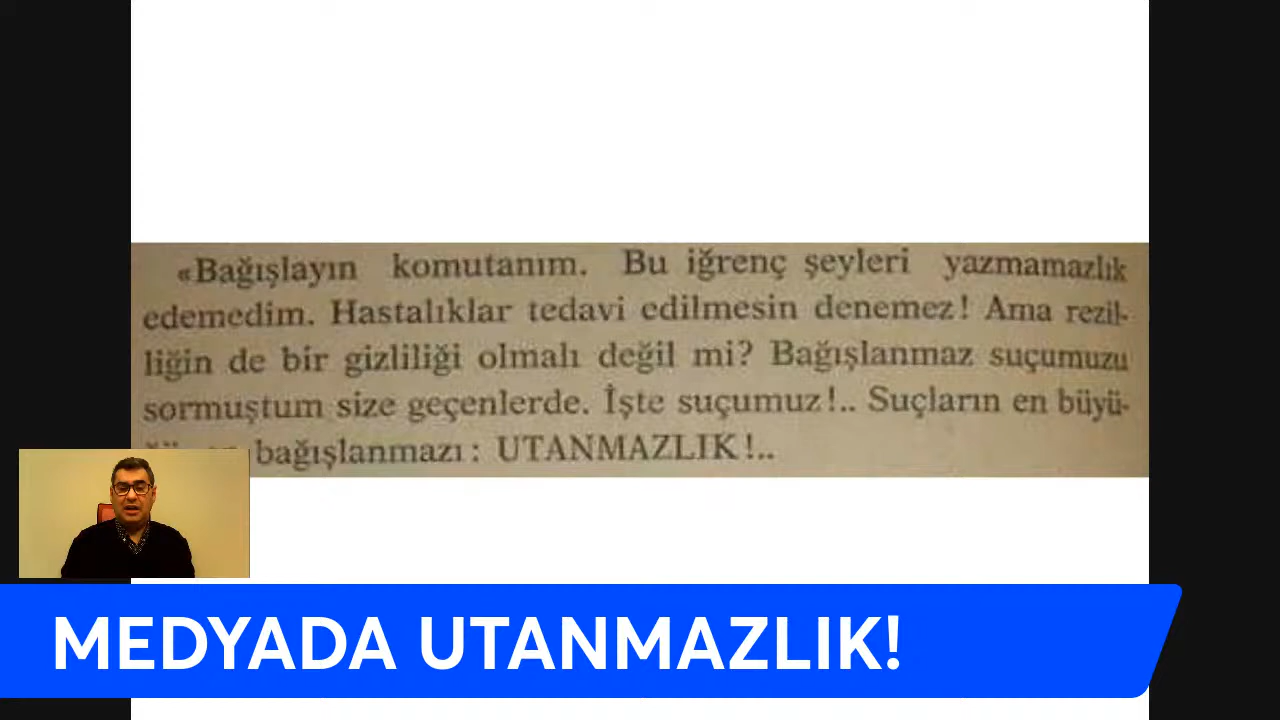 «Bağışlayın komutanım. Bu iğrenç şeyleri yazmamazlık
edemedim. Hastalıklar tedavi edilmesin denemez! Ama rezil-
liğin de bir gizliliği olmalı değil mi? Bağışlanmaz suçumuzu
sormuştum size geçenlerde. İşte suçumuz!.. Suçların en büyü-
bağışlanmazı: UTANMAZLIK!..
MEDYADA UTANMAZLIK!